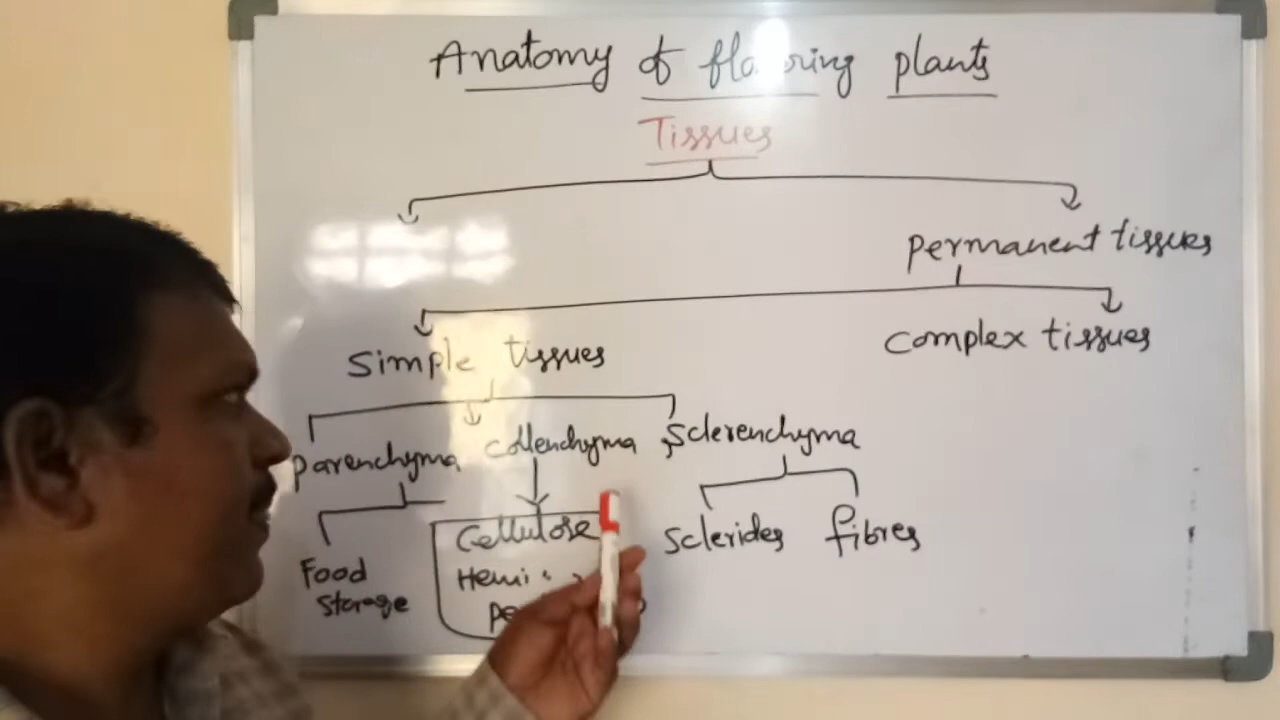 Anatomy of flowering plants
Tissues
permanent tissues
Simple tissues
Complex tissues
parenchyma
collenchyma
Sclerenchyma
Food
Storage
Cellulose
Hemi
Sclerides
fibres